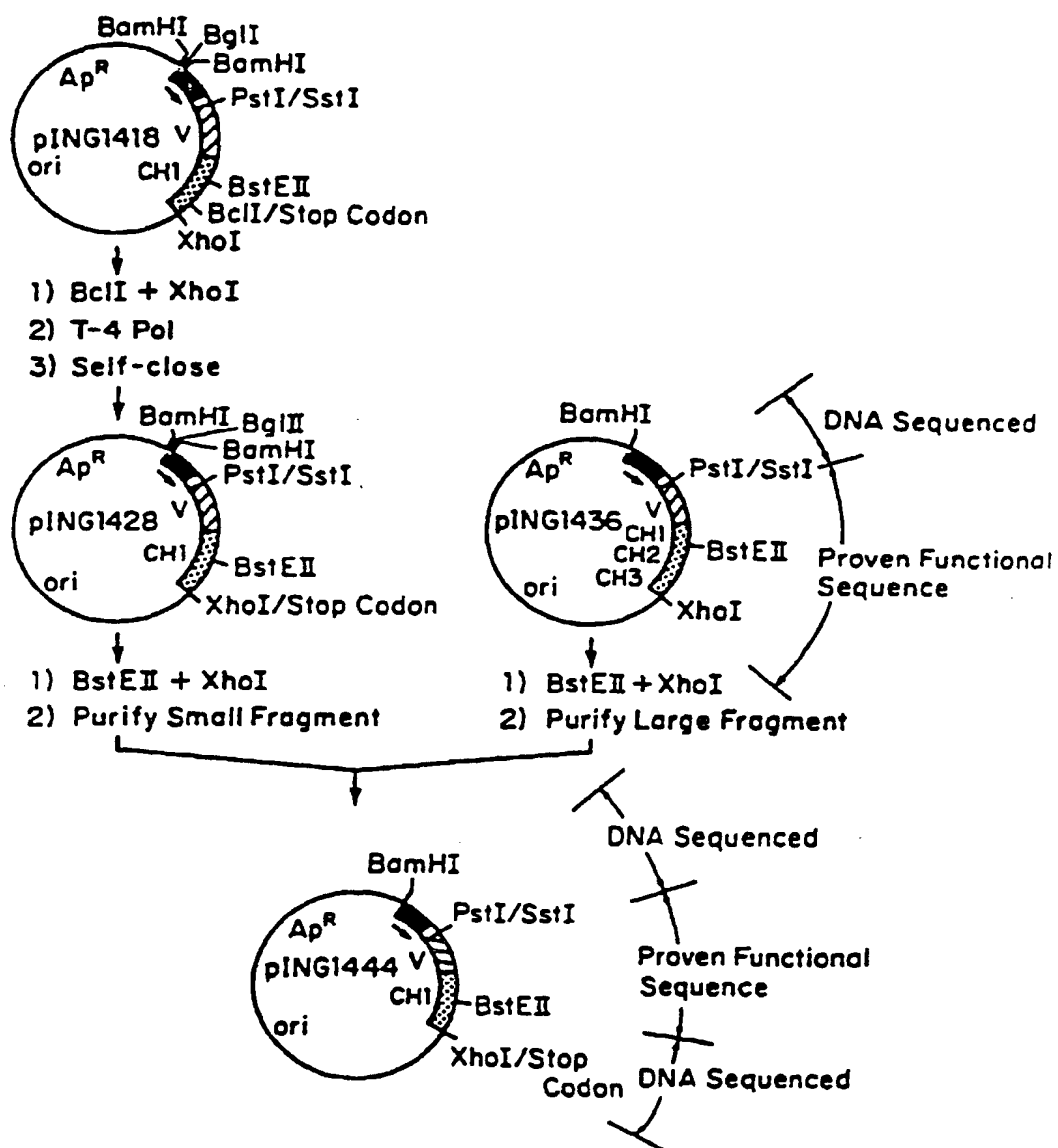 BamHI
BglI
BamHI
Ap^R
PstI/SstI
pING1418
V
ori
CH1
BstEII
BclI/Stop Codon
XhoI
1) BclI + XhoI
2) T-4 Pol
3) Self-close
BamHI
BglII
BamHI
Ap^R
PstI/SstI
pING1428
V
CH1
BstEII
ori
XhoI/Stop Codon
1) BstEII + XhoI
2) Purify Small Fragment
BamHI
Ap^R
PstI/SstI
pING1436
V
CH1
CH2
CH3
BstEII
ori
XhoI
DNA Sequenced
Proven Functional
Sequence
1) BstEII + XhoI
2) Purify Large Fragment
BamHI
Ap^R
PstI/SstI
pING1444
V
CH1
BstEII
ori
XhoI/Stop
Codon
DNA Sequenced
Proven Functional
Sequence
DNA Sequenced